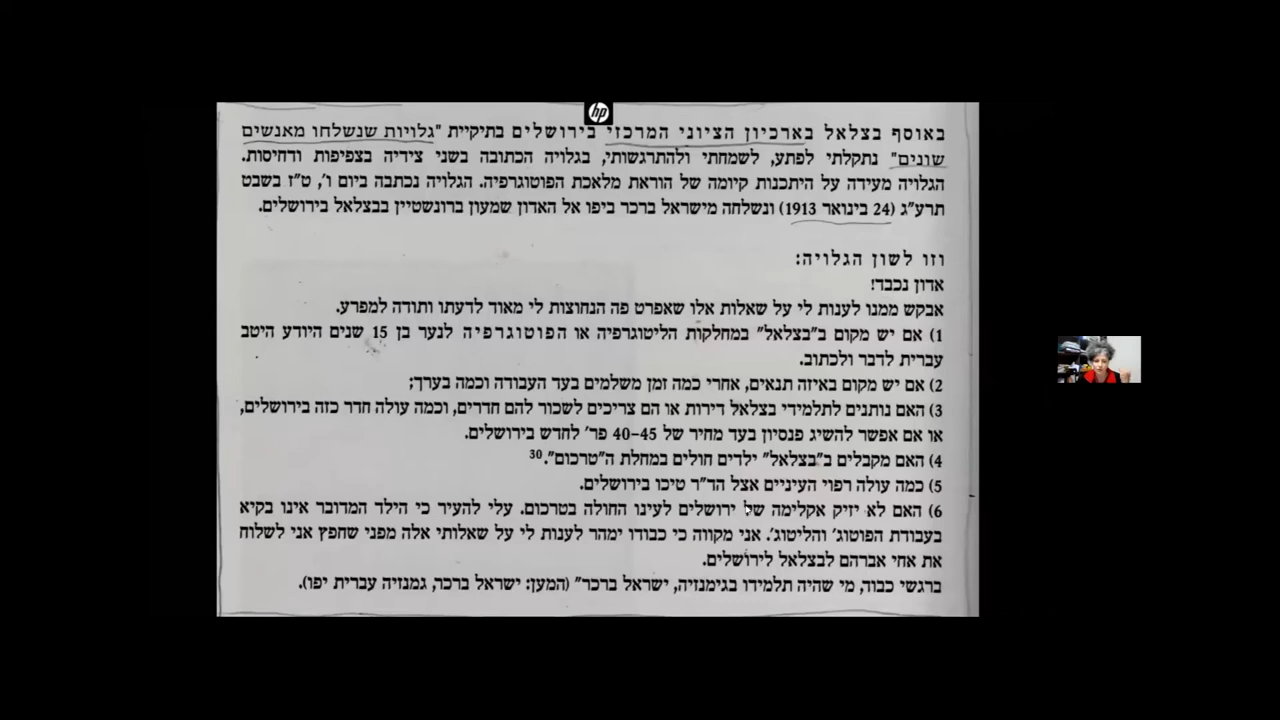 hp
באוסף בצלאל בארכיון הציוני המרכזי בירושלים בתיקיית "גלויות שנשלחו מאנשים
שונים" נתקלתי לפתע, לשמחתי ולהתרגשותי, בגלויה הכתובה בשני צידיה בצפיפות ודחיסות.
הגלויה מעידה על היתכנות קיומה של הוראת מלאכת הפוטוגרפיה. הגלויה נכתבה ביום ו', ט"ז בשבט
תרע"ג (24 בינואר 1913) ונשלחה מישראל ברכר ביפו אל האדון שמעון ברונשטיין בבצלאל בירושלים.
וזו לשון הגלויה:
אדון נכבד!
אבקש ממנו לענות לי על שאלות אלו שאפרט פה הנחוצות לי מאוד לדעתו ותודה למפרע.
1) אם יש מקום ב"בצלאל" במחלקות הליטוגרפיה או הפוטוגרפיה לנער בן 15 שנים היודע היטב
עברית לדבר ולכתוב.
2) אם יש מקום באיזה תנאים, אחרי כמה זמן משלמים בעד העבודה וכמה בערך;
3) האם נותנים לתלמידי בצלאל דירות או הם צריכים לשכור להם חדרים, וכמה עולה חדר כזה בירושלים,
או אם אפשר להשיג פנסיון בעד מחיר של 40–45 פר' לחדש בירושלים.
4) האם מקבלים ב"בצלאל" ילדים חולים במחלת ה"טרכום".30
5) כמה עולה רפוי העיניים אצל הד"ר טיכו בירושלים.
6) האם לא יזיק אקלימה של ירושלים לעינו החולה בטרכום. עלי להעיר כי הילד המדובר אינו בקיא
בעבודת הפוטוג' והליטוג'. אני מקווה כי כבודו ימהר לענות לי על שאלותי אלה מפני שחפץ אני לשלוח
את אחי אברהם לבצלאל לירושלים.
ברגשי כבוד, מי שהיה תלמידו בגימנזיה, ישראל ברכר" (המען: ישראל ברכר, גמנזיה עברית יפו).